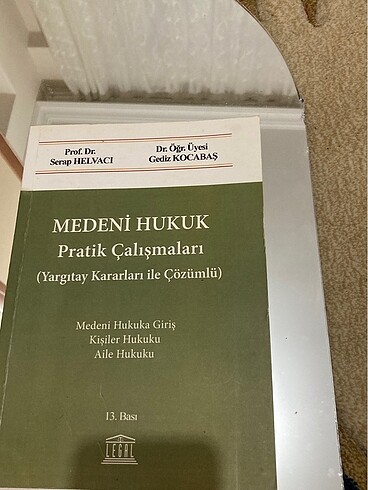 Prof. Dr.
Serap HELVACI
Dr. Öğr. Üyesi
Gediz KOCABAŞ
MEDENİ HUKUK
Pratik Çalışmaları
(Yargıtay Kararları ile Çözümlü)
Medeni Hukuka Giriş
Kişiler Hukuku
Aile Hukuku
13. Bası
LEGAL